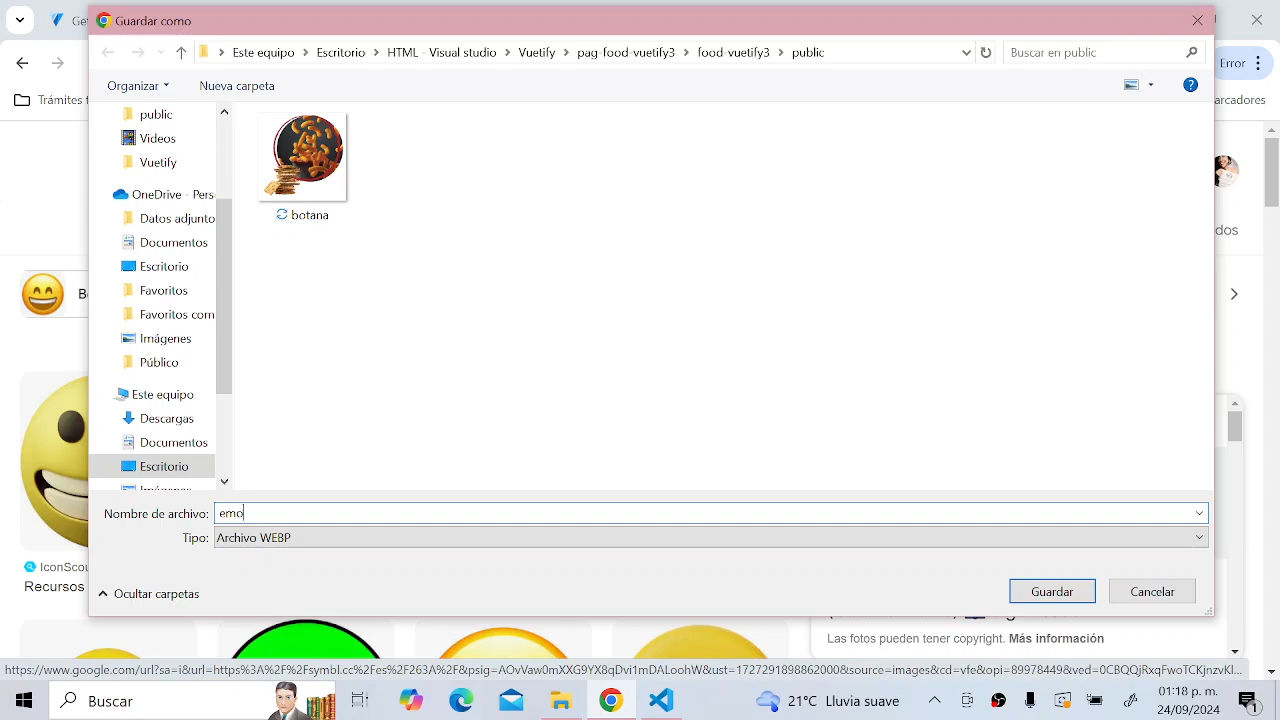 Guardar como
Este equipo > Escritorio > HTML - Visual studio > Vuetify > pag-food-vuetify3 > food-vuetify3 > public
Buscar en public
Error
Organizar
Nueva carpeta
Trámites
arcadores
public
Videos
Vuetify
OneDrive - Pers
Datos adjunto
Documentos
Escritorio
Favoritos
Favoritos com
Imágenes
Público
Este equipo
Descargas
Documentos
Escritorio
botana
dos
Nombre de archivo: emo
Tipo: Archivo WEBP
Ocultar carpetas
Guardar
Cancelar
IconScou
Recursos
Las fotos pueden tener copyright. Más información
Buscar
21°C Lluvia suave
01:18 p. m.
24/09/2024
1